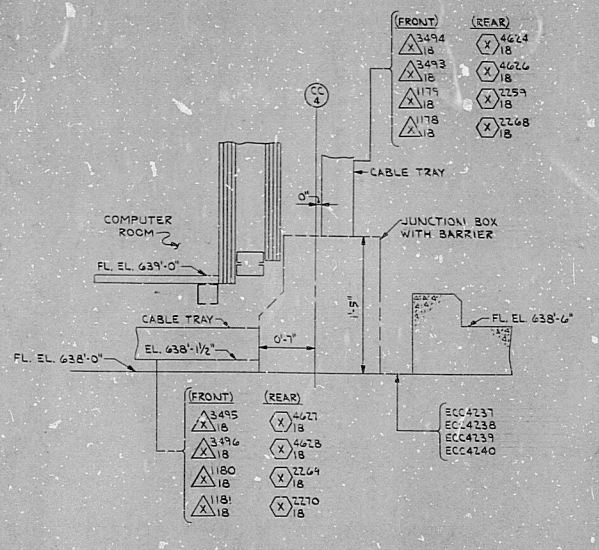 (FRONT) (REAR)
X 3494 18 X 4624 18
X 3493 18 X 4626 18
X 1179 18 X 2259 18
X 1178 18 X 2268 18
CC 4
CABLE TRAY
0"
COMPUTER ROOM
JUNCTION BOX
WITH BARRIER
FL. EL. 639'-0"
1'-5"
CABLE TRAY
FL. EL. 638'-6"
0'-7"
EL. 638'-1 1/2"
FL. EL. 638'-0"
(FRONT) (REAR)
X 3495 18 X 4627 18
X 3496 18 X 4628 18
X 1180 18 X 2269 18
X 1181 18 X 2270 18
ECC4237
ECC4238
ECC4239
ECC4240